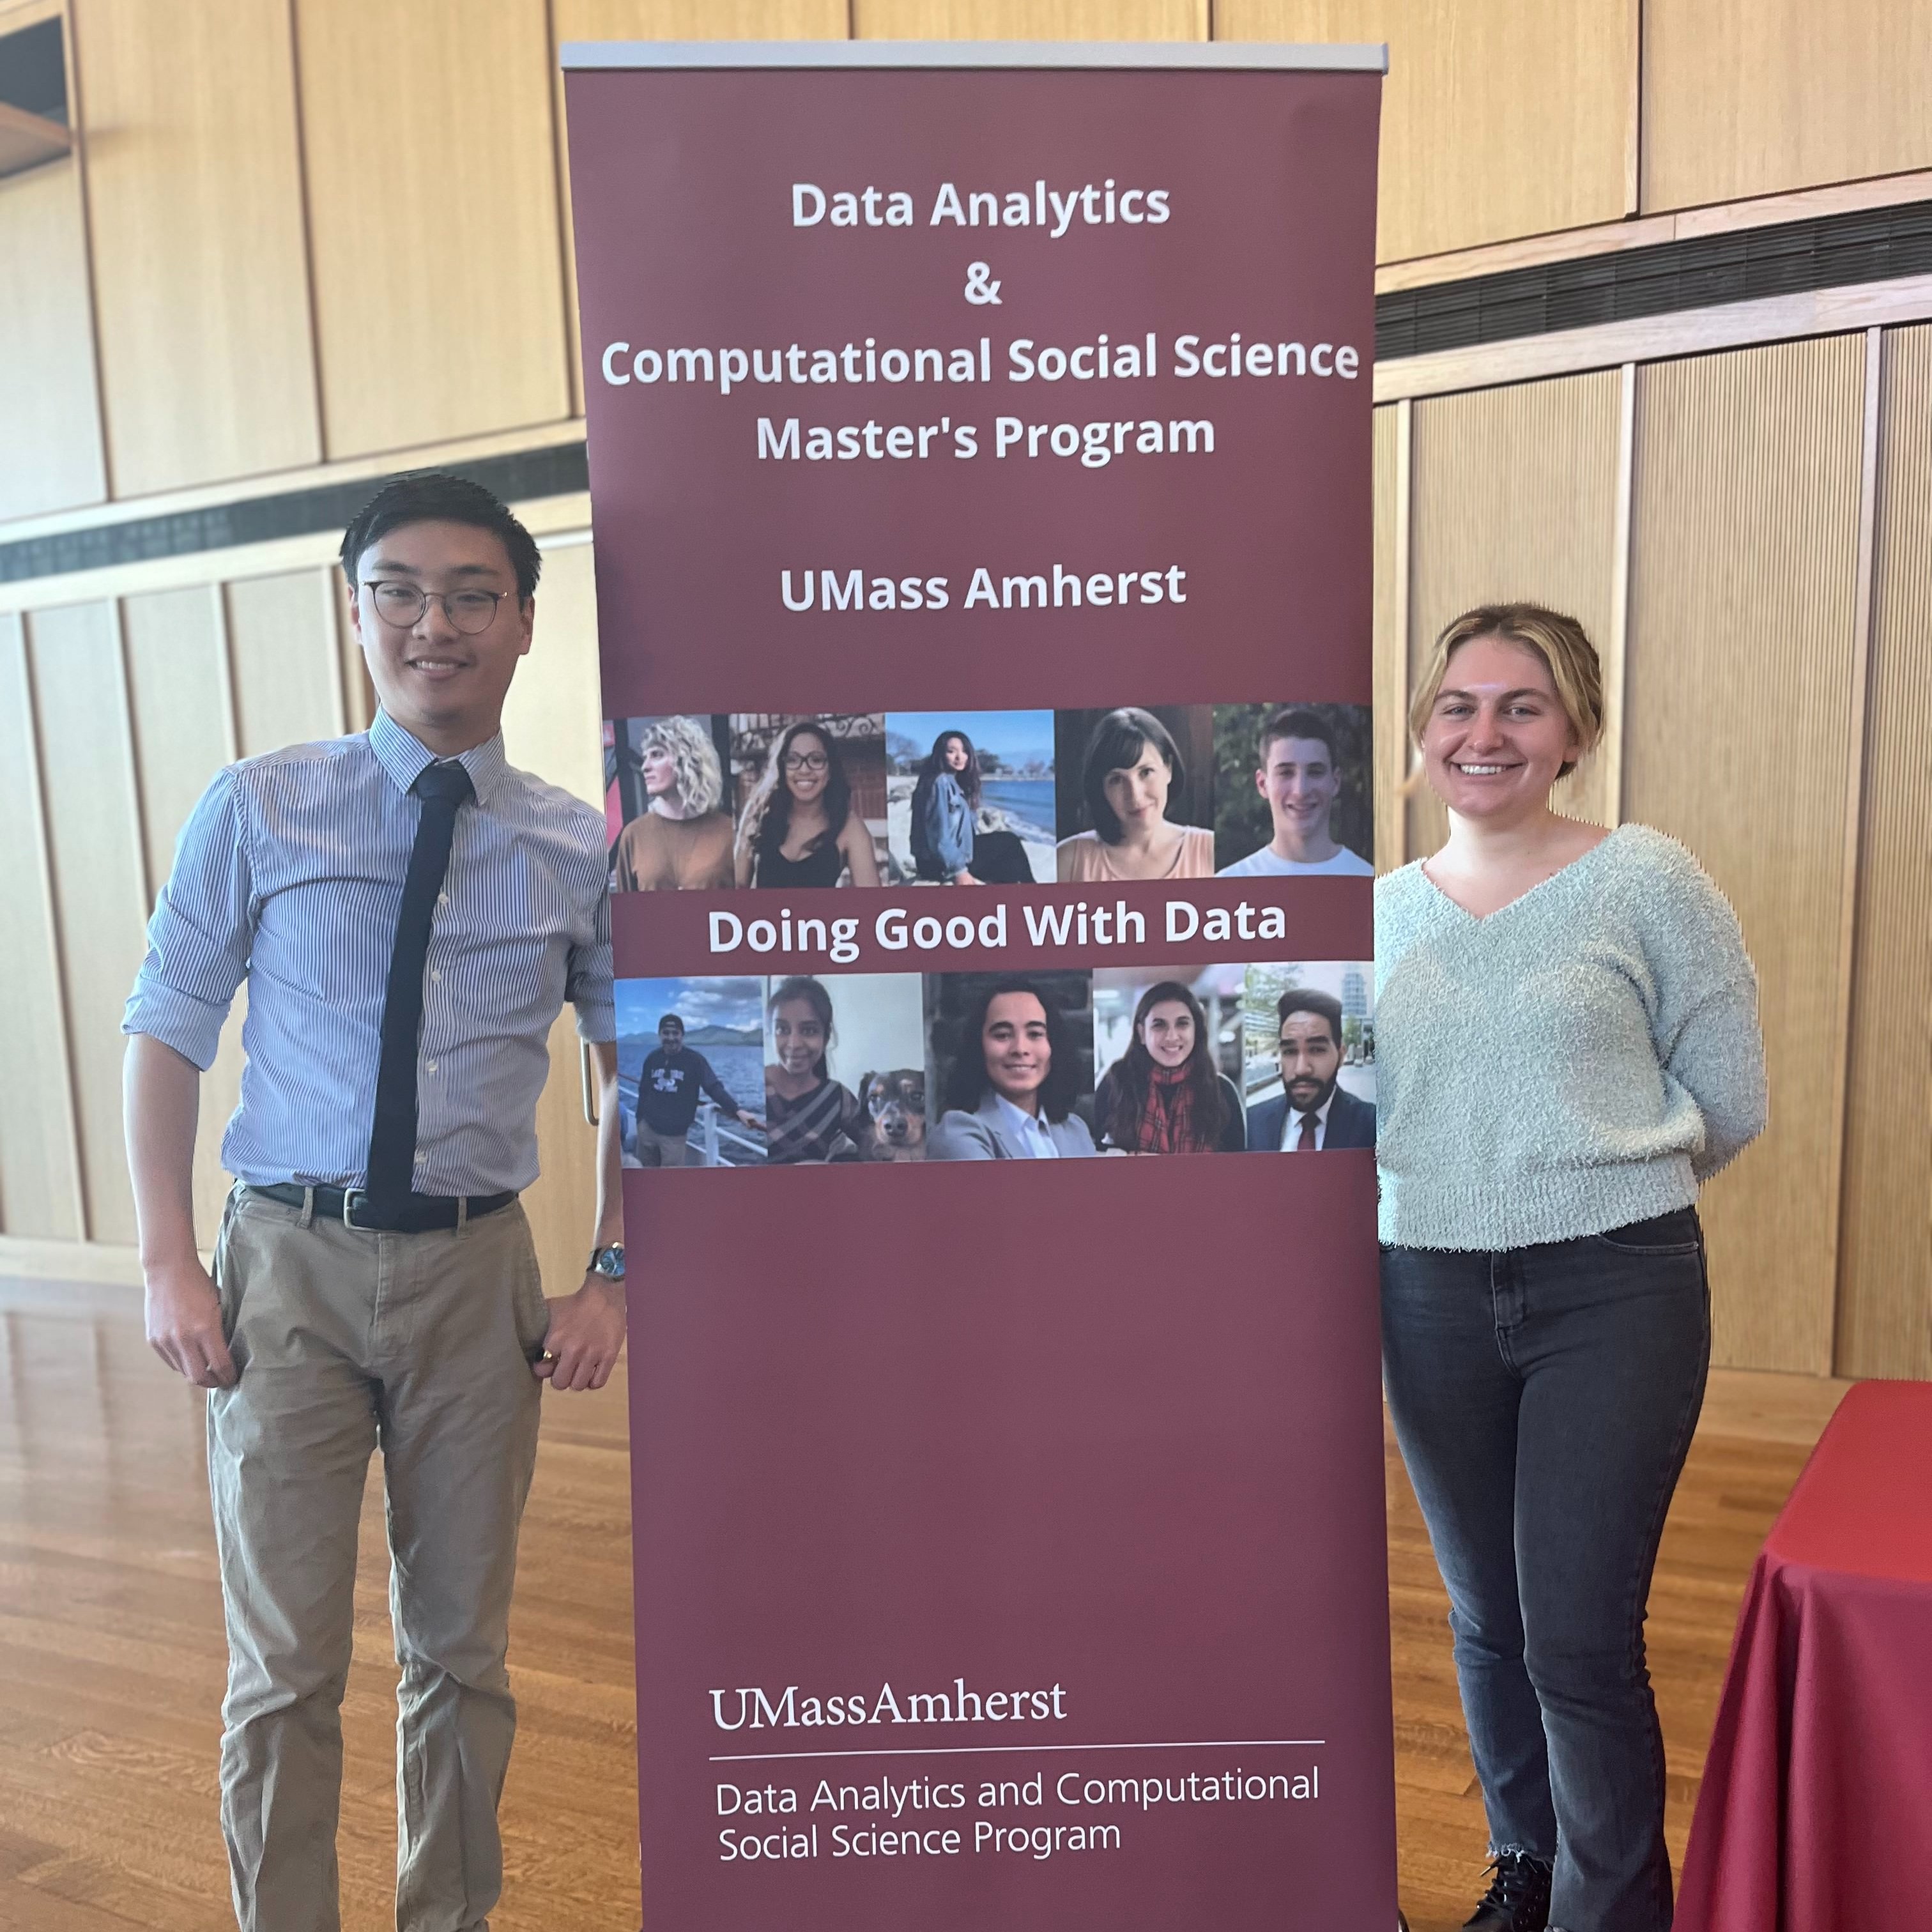 Data Analytics
&
Computational Social Science
Master's Program
UMass Amherst
Doing Good With Data
UMassAmherst
Data Analytics and Computational
Social Science Program